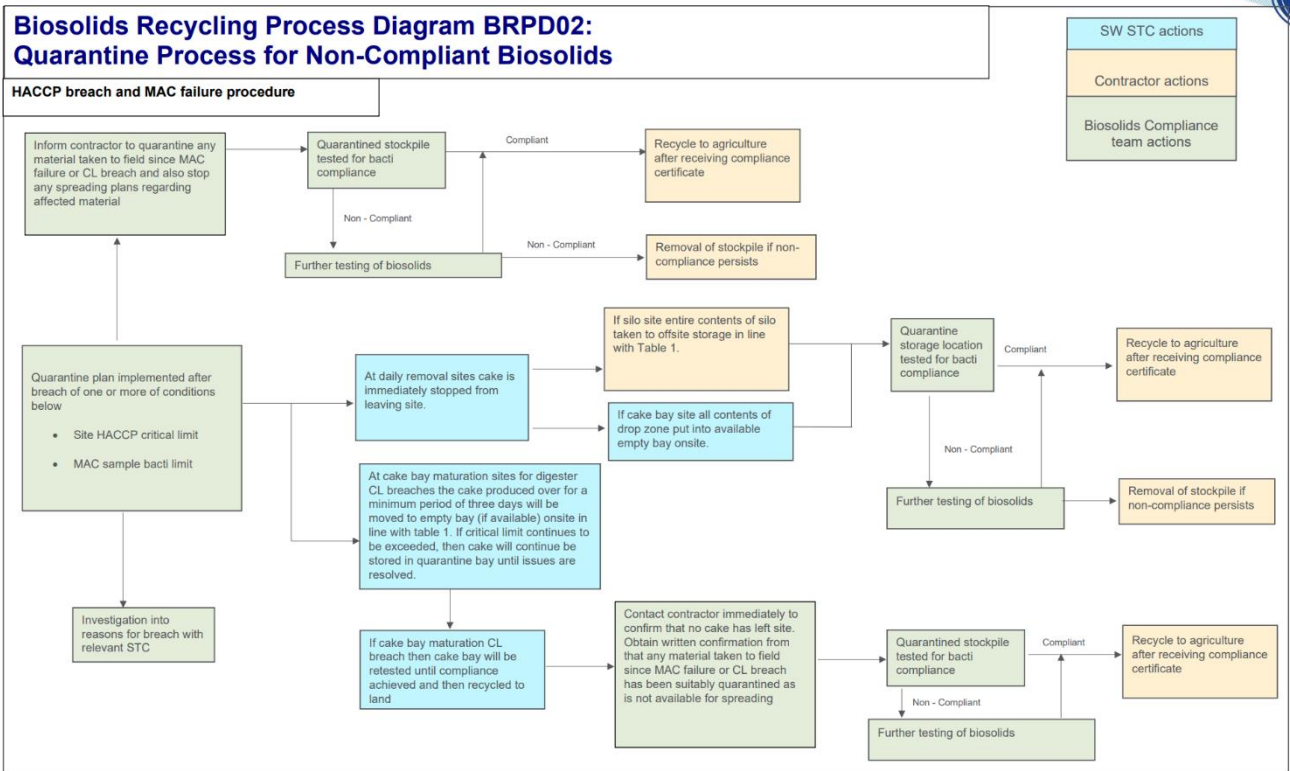 Biosolids Recycling Process Diagram BRPD02:
Quarantine Process for Non-Compliant Biosolids
HACCP breach and MAC failure procedure
SW STC actions
Contractor actions
Biosolids Compliance
team actions
Inform contractor to quarantine any
material taken to field since MAC
failure or CL breach and also stop
any spreading plans regarding
affected material
Quarantined stockpile
tested for bacti
compliance
Compliant
Recycle to agriculture
after receiving compliance
certificate
Non - Compliant
Further testing of biosolids
Non - Compliant
Removal of stockpile if non-
compliance persists
Quarantine plan implemented after
breach of one or more of conditions
below
• Site HACCP critical limit
• MAC sample bacti limit
At daily removal sites cake is
immediately stopped from
leaving site.
If silo site entire contents of silo
taken to offsite storage in line
with Table 1.
If cake bay site all contents of
drop zone put into available
empty bay onsite.
Quarantine
storage location
tested for bacti
compliance
Compliant
Recycle to agriculture
after receiving compliance
certificate
Non - Compliant
Further testing of biosolids
Removal of stockpile if
non-compliance persists
At cake bay maturation sites for digester
CL breaches the cake produced over for a
minimum period of three days will be
moved to empty bay (if available) onsite in
line with table 1. If critical limit continues to
be exceeded, then cake will continue be
stored in quarantine bay until issues are
resolved.
Investigation into
reasons for breach with
relevant STC
If cake bay maturation CL
breach then cake bay will be
retested until compliance
achieved and then recycled to
land
Contact contractor immediately to
confirm that no cake has left site.
Obtain written confirmation from
that any material taken to field
since MAC failure or CL breach
has been suitably quarantined as
is not available for spreading
Quarantined stockpile
tested for bacti
compliance
Compliant
Recycle to agriculture
after receiving compliance
certificate
Non - Compliant
Further testing of biosolids